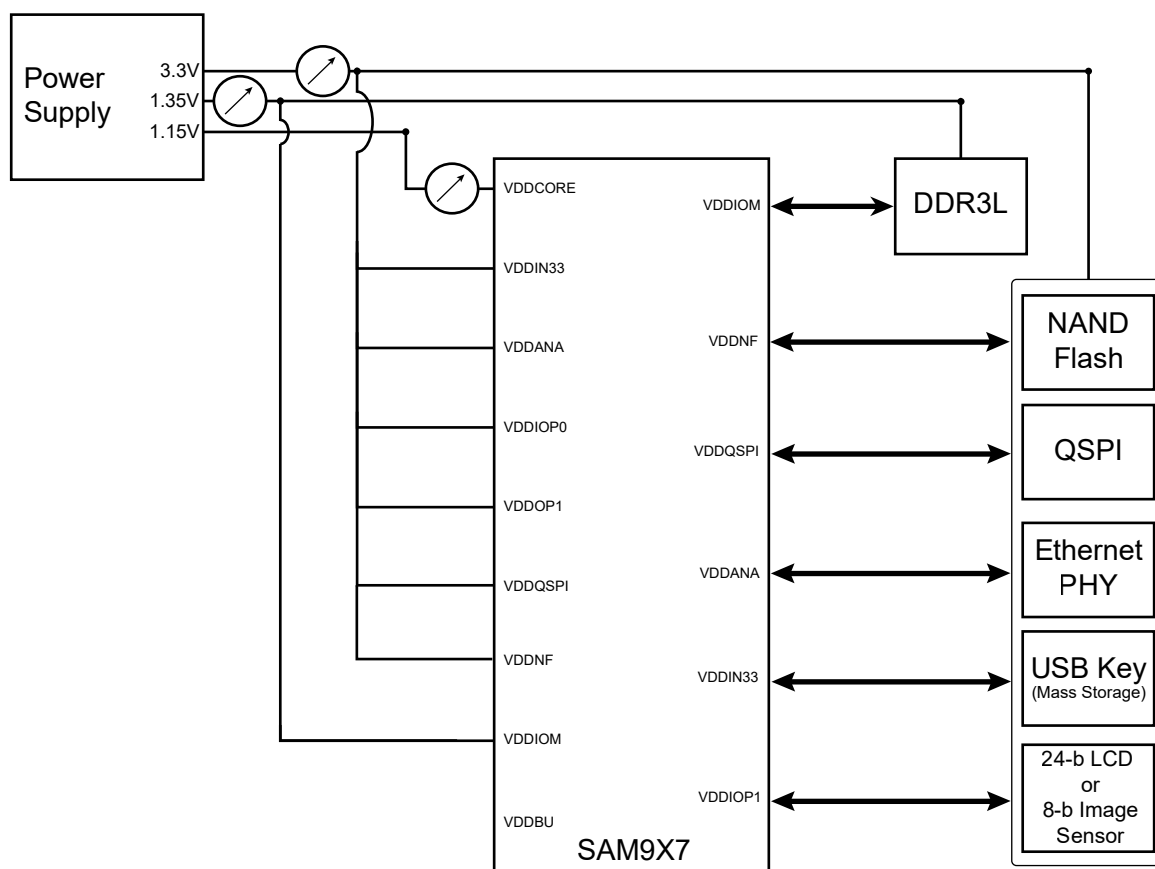 Power
Supply
3.3V
1.35V
1.15V
VDDCORE
VDDIN33
VDDANA
VDDIOP0
VDDOP1
VDDQSPI
VDDNF
VDDIOM
VDDBU
VDDIOM
VDDNF
VDDQSPI
VDDANA
VDDIN33
VDDIOP1
SAM9X7
DDR3L
NAND
Flash
QSPI
Ethernet
PHY
USB Key
(Mass Storage)
24-b LCD
or
8-b Image
Sensor